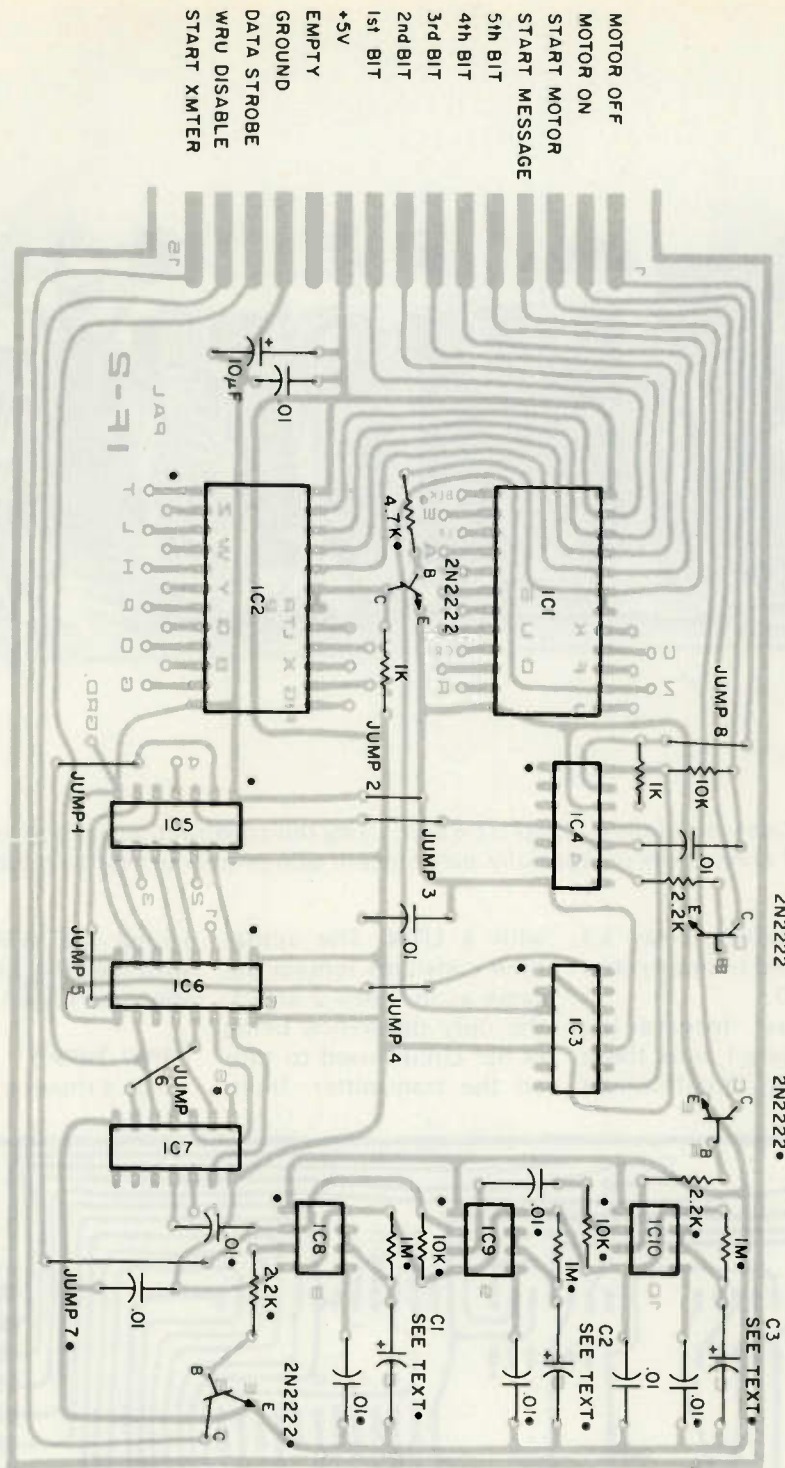 MOTOR OFF
MOTOR ON
START MOTOR
START MESSAGE
5th BIT
4th BIT
3rd BIT
2nd BIT
1st BIT
+5V
EMPTY
GROUND
DATA STROBE
WRU DISABLE
START XMTER
+
10µF
.01
IF-S
PAL
15
1
IC2
4.7K•
B
C
E
2N2222
1K
IC1
JUMP 8
10K
1K
JUMP 2
JUMP 3
IC4
.01
2.2K
E
C
B
2N2222
JUMP 1
IC5
GRD.
JUMP 5
IC6
.01
JUMP 4
IC3
JUMP
6
IC7
E
C
B
2N2222•
2.2K•
IC8
1M•
10K•
IC9
.01•
1M•
10K•
IC10
1M•
.01•
2.2K•
JUMP 7•
.01
B
E
C
2N2222•
.01•
C1
SEE TEXT•
+
.01•
C2
SEE TEXT•
+
.01
.01•
C3
SEE TEXT•
+